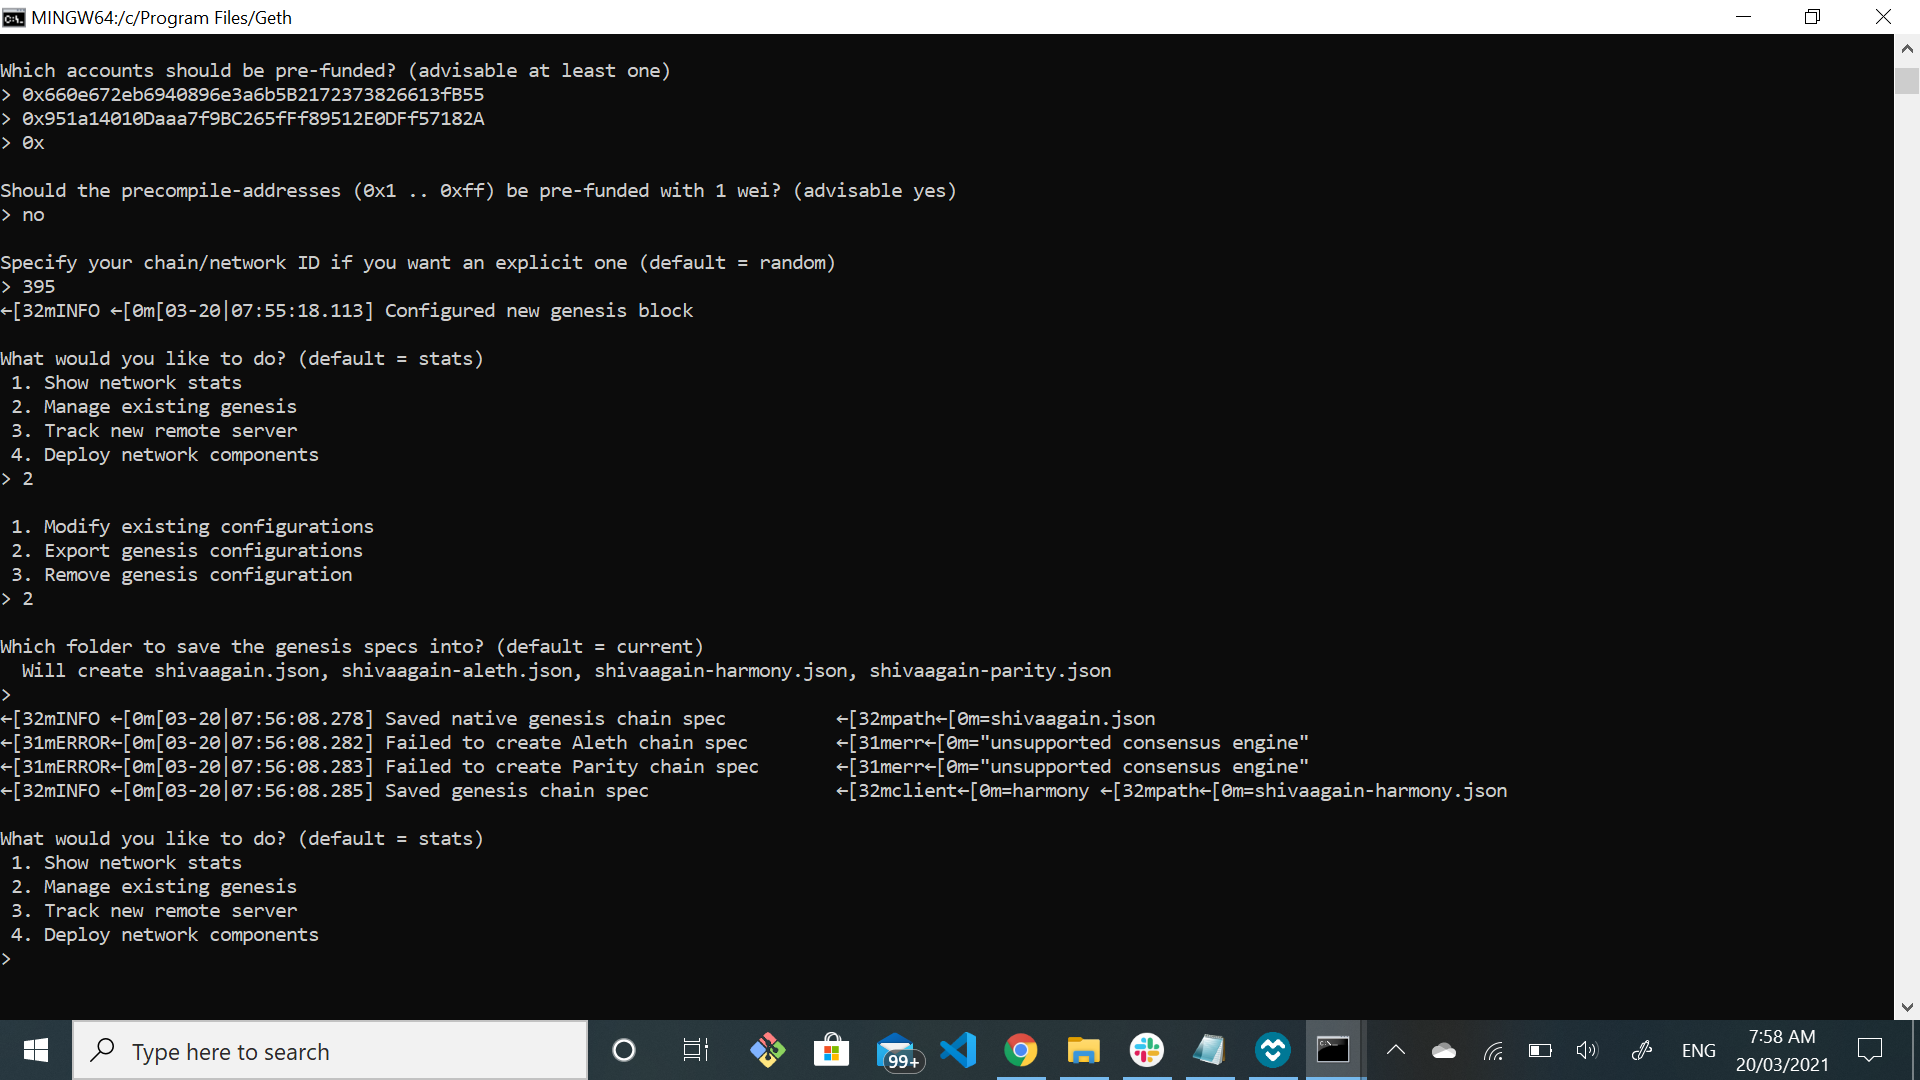 MINGW64:/c/Program Files/Geth
Which accounts should be pre-funded? (advisable at least one)
> 0x660e672eb6940896e3a6b5B2172373826613fB55
> 0x951a14010Daaa7f9BC265fFf89512E0DFf57182A
> 0x
Should the precompile-addresses (0x1 .. 0xff) be pre-funded with 1 wei? (advisable yes)
> no
Specify your chain/network ID if you want an explicit one (default = random)
> 395
←[32mINFO ←[0m[03-20|07:55:18.113] Configured new genesis block
What would you like to do? (default = stats)
1. Show network stats
2. Manage existing genesis
3. Track new remote server
4. Deploy network components
> 2
1. Modify existing configurations
2. Export genesis configurations
3. Remove genesis configuration
> 2
Which folder to save the genesis specs into? (default = current)
Will create shivaagain.json, shivaagain-aleth.json, shivaagain-harmony.json, shivaagain-parity.json
>
←[32mINFO ←[0m[03-20|07:56:08.278] Saved native genesis chain spec ←[32mpath←[0m=shivaagain.json
←[31mERROR←[0m[03-20|07:56:08.282] Failed to create Aleth chain spec ←[31merr←[0m="unsupported consensus engine"
←[31mERROR←[0m[03-20|07:56:08.283] Failed to create Parity chain spec ←[31merr←[0m="unsupported consensus engine"
←[32mINFO ←[0m[03-20|07:56:08.285] Saved genesis chain spec ←[32mclient←[0m=harmony ←[32mpath←[0m=shivaagain-harmony.json
What would you like to do? (default = stats)
1. Show network stats
2. Manage existing genesis
3. Track new remote server
4. Deploy network components
>
Type here to search
99+
ENG
7:58 AM
20/03/2021